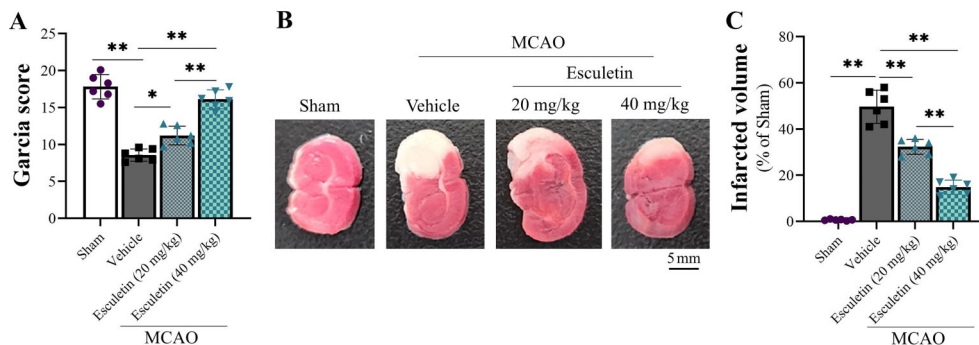 A
Garcia score
25
20
15
10
5
0
**
**
**
*
Sham
Vehicle
Esculetin (20 mg/kg)
Esculetin (40 mg/kg)
MCAO
B
MCAO
Esculetin
Sham
Vehicle
20 mg/kg
40 mg/kg
5 mm
C
Infarcted volume
(% of Sham)
80
60
40
20
0
**
**
**
**
Sham
Vehicle
Esculetin (20 mg/kg)
Esculetin (40 mg/kg)
MCAO